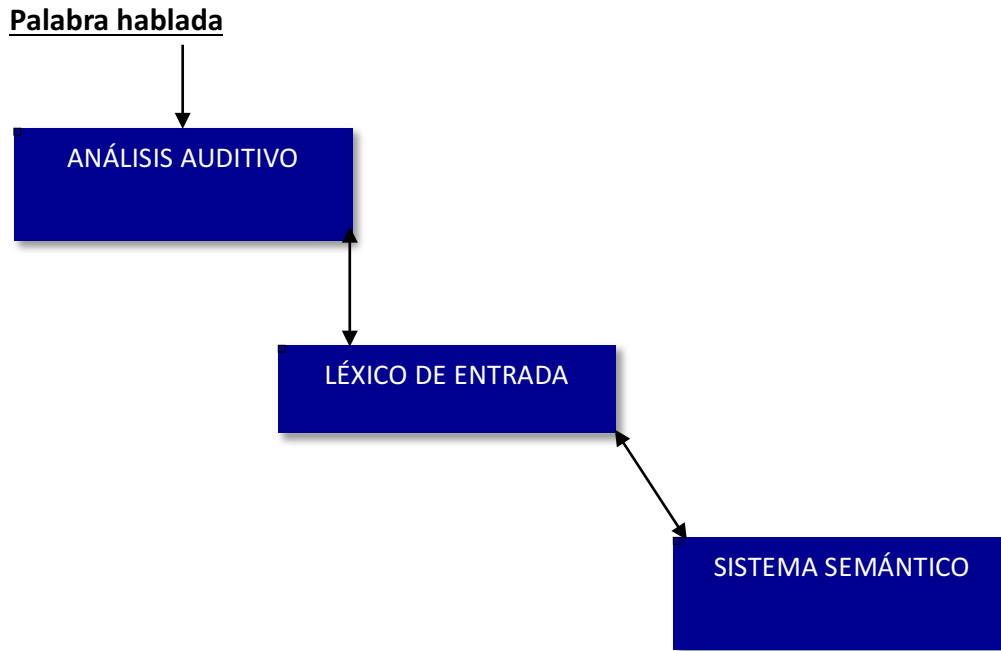 Palabra hablada
ANÁLISIS AUDITIVO
LÉXICO DE ENTRADA
SISTEMA SEMÁNTICO